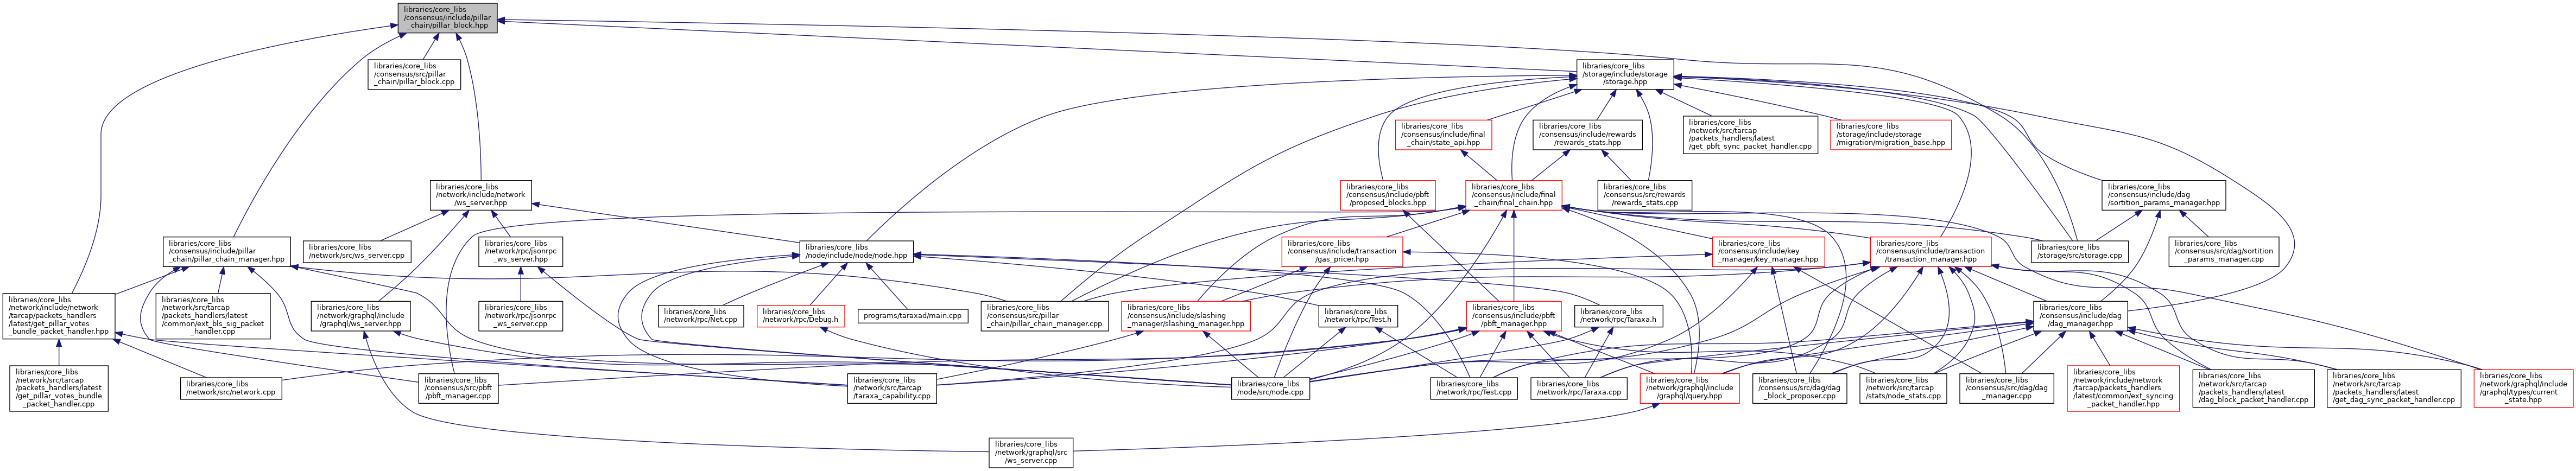 libraries/core_libs
/consensus/include/pillar
_chain/pillar_block.hpp
libraries/core_libs
/consensus/src/pillar
_chain/pillar_block.cpp
libraries/core_libs
/storage/include/storage
/storage.hpp
libraries/core_libs
/consensus/include/final
_chain/state_api.hpp
libraries/core_libs
/consensus/include/rewards
/rewards_stats.hpp
libraries/core_libs
/network/src/tarcap
/packets_handlers/latest
/get_pbft_sync_packet_handler.cpp
libraries/core_libs
/storage/include/storage
/migration/migration_base.hpp
libraries/core_libs
/network/include/network
/ws_server.hpp
libraries/core_libs
/consensus/include/pbft
/proposed_blocks.hpp
libraries/core_libs
/consensus/include/final
_chain/final_chain.hpp
libraries/core_libs
/consensus/src/rewards
/rewards_stats.cpp
libraries/core_libs
/consensus/include/dag
/sortition_params_manager.hpp
libraries/core_libs
/consensus/include/pillar
_chain/pillar_chain_manager.hpp
libraries/core_libs
/network/src/ws_server.cpp
libraries/core_libs
/network/rpc/jsonrpc
_ws_server.hpp
libraries/core_libs
/node/include/node/node.hpp
libraries/core_libs
/consensus/include/transaction
/gas_pricer.hpp
libraries/core_libs
/consensus/include/key
_manager/key_manager.hpp
libraries/core_libs
/consensus/include/transaction
/transaction_manager.hpp
libraries/core_libs
/storage/src/storage.cpp
libraries/core_libs
/consensus/src/dag/sortition
_params_manager.cpp
libraries/core_libs
/network/include/network
/tarcap/packets_handlers
/latest/get_pillar_votes
_bundle_packet_handler.hpp
libraries/core_libs
/network/src/tarcap
/packets_handlers/latest
/common/ext_bls_sig_packet
_handler.cpp
libraries/core_libs
/network/graphql/include
/graphql/ws_server.hpp
libraries/core_libs
/network/rpc/jsonrpc
_ws_server.cpp
libraries/core_libs
/network/rpc/Net.cpp
libraries/core_libs
/network/rpc/Debug.h
programs/taraxad/main.cpp
libraries/core_libs
/consensus/src/pillar
_chain/pillar_chain_manager.cpp
libraries/core_libs
/consensus/include/slashing
_manager/slashing_manager.hpp
libraries/core_libs
/network/rpc/Test.h
libraries/core_libs
/consensus/include/pbft
/pbft_manager.hpp
libraries/core_libs
/network/rpc/Taraxa.h
libraries/core_libs
/consensus/include/dag
/dag_manager.hpp
libraries/core_libs
/network/src/tarcap
/packets_handlers/latest
/get_pillar_votes_bundle
_packet_handler.cpp
libraries/core_libs
/network/src/network.cpp
libraries/core_libs
/consensus/src/pbft
/pbft_manager.cpp
libraries/core_libs
/network/src/tarcap
/taraxa_capability.cpp
libraries/core_libs
/node/src/node.cpp
libraries/core_libs
/network/rpc/Test.cpp
libraries/core_libs
/network/rpc/Taraxa.cpp
libraries/core_libs
/network/graphql/include
/graphql/query.hpp
libraries/core_libs
/consensus/src/dag/dag
_block_proposer.cpp
libraries/core_libs
/network/src/tarcap
/stats/node_stats.cpp
libraries/core_libs
/consensus/src/dag/dag
_manager.cpp
libraries/core_libs
/network/include/network
/tarcap/packets_handlers
/latest/common/ext_syncing
_packet_handler.hpp
libraries/core_libs
/network/src/tarcap
/packets_handlers/latest
/dag_block_packet_handler.cpp
libraries/core_libs
/network/src/tarcap
/packets_handlers/latest
/get_dag_sync_packet_handler.cpp
libraries/core_libs
/network/graphql/include
/graphql/types/current
_state.hpp
libraries/core_libs
/network/graphql/src
/ws_server.cpp